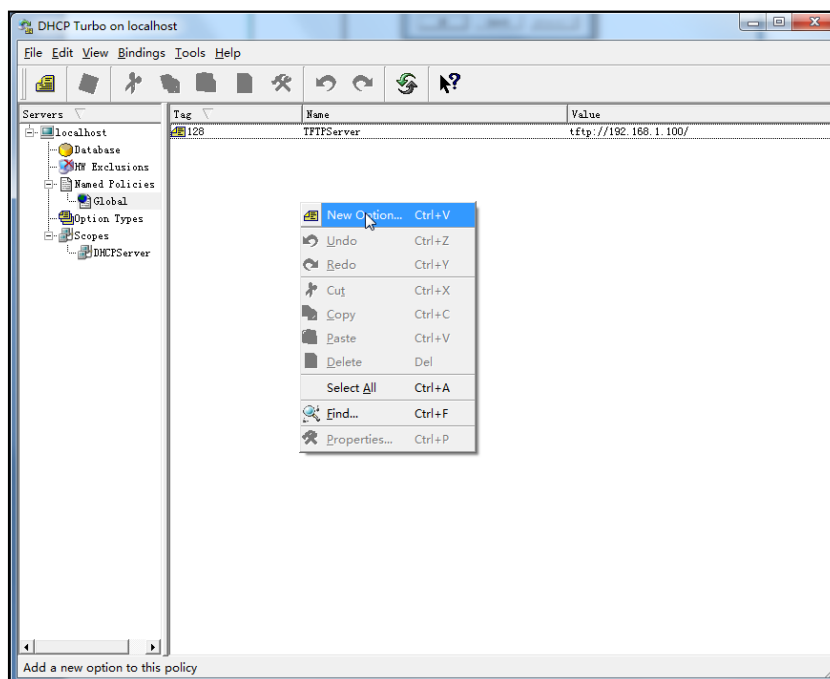 DHCP Turbo on localhost
File Edit View Bindings Tools Help
Servers
Tag Name Value
localhost
128 TFTPServer tftp://192.168.1.100/
Database
HW Exclusions
Named Policies
Global
Option Types
Scopes
DHCPServer
New Option... Ctrl+V
Undo Ctrl+Z
Redo Ctrl+Y
Cut Ctrl+X
Copy Ctrl+C
Paste Ctrl+V
Delete Del
Select All Ctrl+A
Find... Ctrl+F
Properties... Ctrl+P
Add a new option to this policy